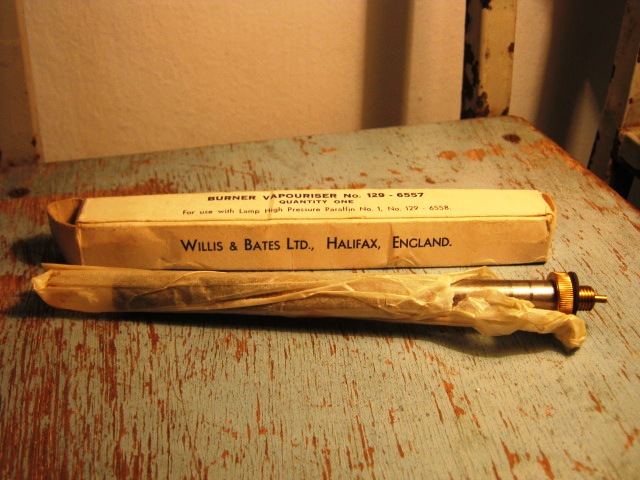 BURNER VAPOURISER No. 129 - 6557
QUANTITY ONE
For use with Lamp High Pressure Paraffin No. 1, No. 129 - 6558.
WILLIS & BATES LTD., HALIFAX, ENGLAND.